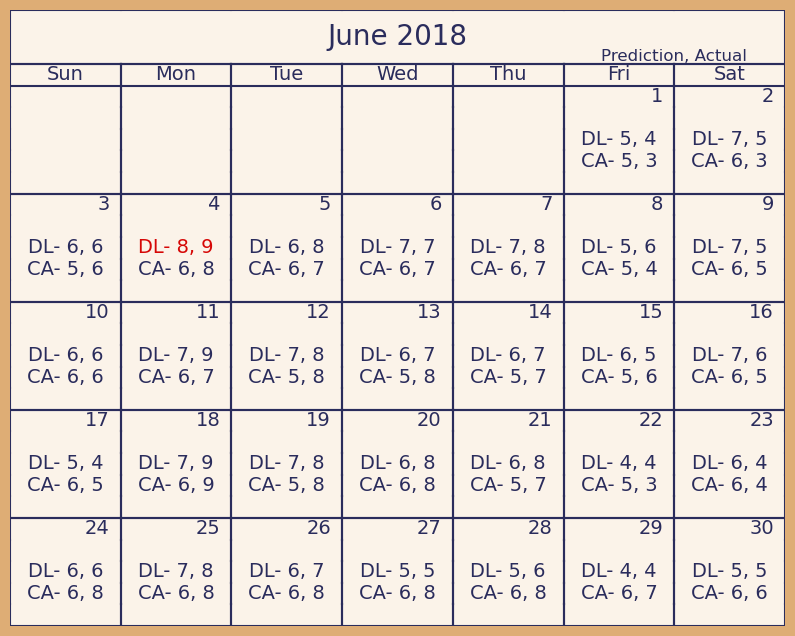 June 2018
Prediction, Actual
Sun Mon Tue Wed Thu Fri Sat
1 2
DL- 5, 4 DL- 7, 5
CA- 5, 3 CA- 6, 3
3 4 5 6 7 8 9
DL- 6, 6 DL- 8, 9 DL- 6, 8 DL- 7, 7 DL- 7, 8 DL- 5, 6 DL- 7, 5
CA- 5, 6 CA- 6, 8 CA- 6, 7 CA- 6, 7 CA- 6, 7 CA- 5, 4 CA- 6, 5
10 11 12 13 14 15 16
DL- 6, 6 DL- 7, 9 DL- 7, 8 DL- 6, 7 DL- 6, 7 DL- 6, 5 DL- 7, 6
CA- 6, 6 CA- 6, 7 CA- 5, 8 CA- 5, 8 CA- 5, 7 CA- 5, 6 CA- 6, 5
17 18 19 20 21 22 23
DL- 5, 4 DL- 7, 9 DL- 7, 8 DL- 6, 8 DL- 6, 8 DL- 4, 4 DL- 6, 4
CA- 6, 5 CA- 6, 9 CA- 5, 8 CA- 6, 8 CA- 5, 7 CA- 5, 3 CA- 6, 4
24 25 26 27 28 29 30
DL- 6, 6 DL- 7, 8 DL- 6, 7 DL- 5, 5 DL- 5, 6 DL- 4, 4 DL- 5, 5
CA- 6, 8 CA- 6, 8 CA- 6, 8 CA- 6, 8 CA- 6, 8 CA- 6, 7 CA- 6, 6